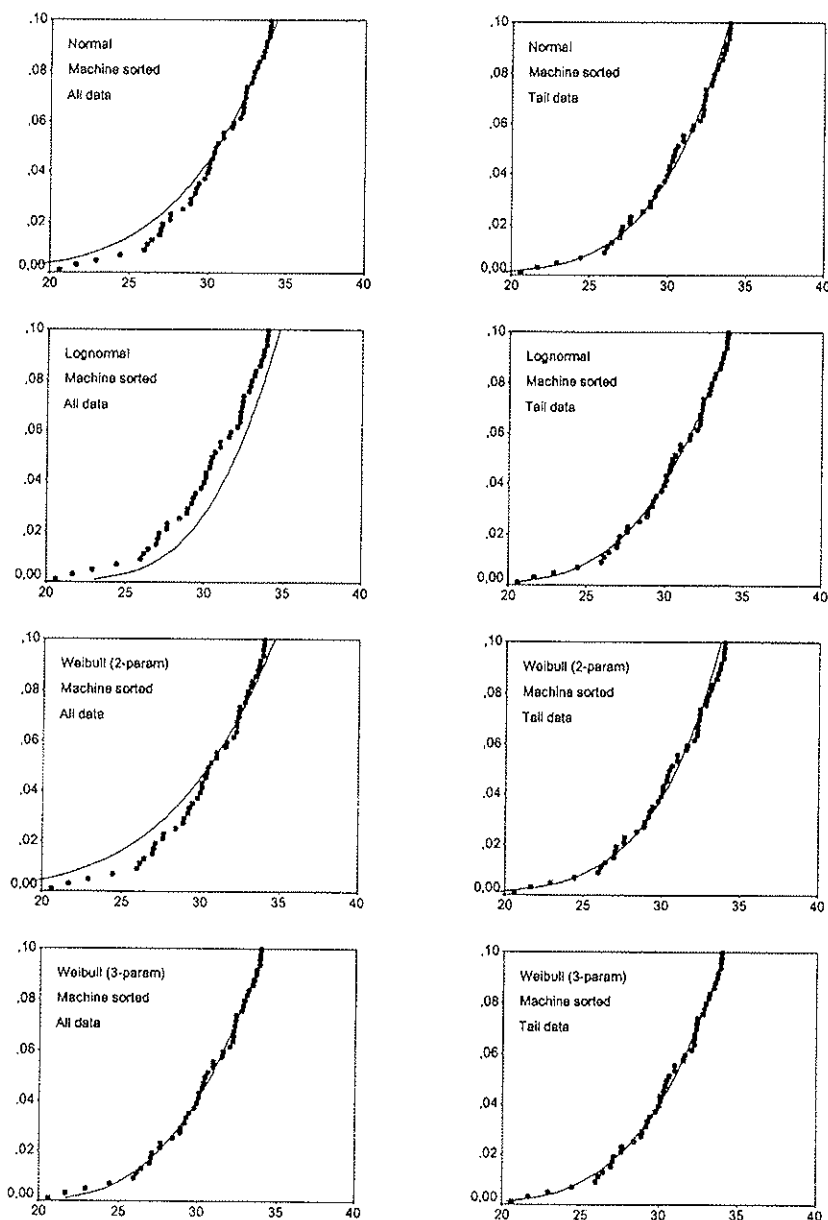 ,10
,08
,06
,04
,02
0,00
Normal
Machine sorted
All data
20 25 30 35 40
,10
,08
,06
,04
,02
0,00
Normal
Machine sorted
Tail data
20 25 30 35 40
,10
,08
,06
,04
,02
0,00
Lognormal
Machine sorted
All data
20 25 30 35 40
,10
,08
,06
,04
,02
0,00
Lognormal
Machine sorted
Tail data
20 25 30 35 40
,10
,08
,06
,04
,02
0,00
Weibull (2-param)
Machine sorted
All data
20 25 30 35 40
,10
,08
,06
,04
,02
0,00
Weibull (2-param)
Machine sorted
Tail data
20 25 30 35 40
,10
,08
,06
,04
,02
0,00
Weibull (3-param)
Machine sorted
All data
20 25 30 35 40
,10
,08
,06
,04
,02
0,00
Weibull (3-param)
Machine sorted
Tail data
20 25 30 35 40